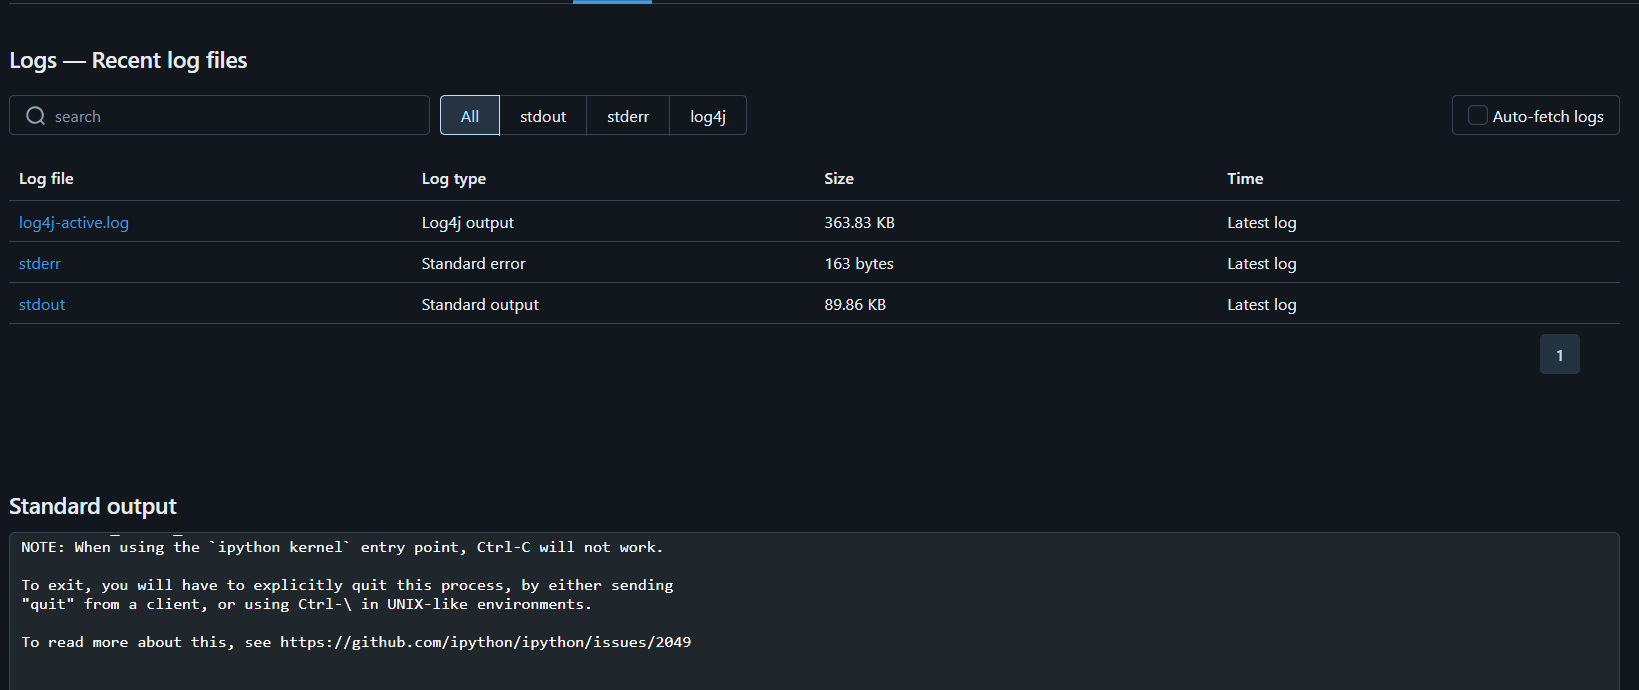 Logs — Recent log files
search
All stdout stderr log4j
Auto-fetch logs
Log file Log type Size Time
log4j-active.log Log4j output 363.83 KB Latest log
stderr Standard error 163 bytes Latest log
stdout Standard output 89.86 KB Latest log
1
Standard output
NOTE: When using the `ipython kernel` entry point, Ctrl-C will not work.
To exit, you will have to explicitly quit this process, by either sending
"quit" from a client, or using Ctrl-\ in UNIX-like environments.
To read more about this, see https://github.com/ipython/ipython/issues/2049